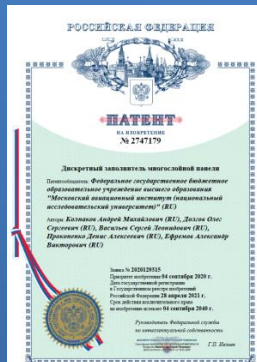 РОССИЙСКАЯ ФЕДЕРАЦИЯ
ПАТЕНТ
НА ИЗОБРЕТЕНИЕ
№ 2747179
Дискретный заполнитель многослойной панели
Патентообладатель: Федеральное государственное бюджетное
образовательное учреждение высшего образования
"Московский авиационный институт (национальный
исследовательский университет)" (RU)
Авторы: Колпаков Андрей Михайлович (RU), Долгов Олег
Сергеевич (RU), Васильев Сергей Леонидович (RU),
Прокопенко Денис Алексеевич (RU), Ефремов Александр
Викторович (RU)
Заявка № 2020129315
Приоритет изобретения 04 сентября 2020 г.
Дата государственной регистрации
в Государственном реестре изобретений
Российской Федерации 28 апреля 2021 г.
Срок действия исключительного права
на изобретение истекает 04 сентября 2040 г.
Руководитель Федеральной службы
по интеллектуальной собственности
Г.П. Ивлиев